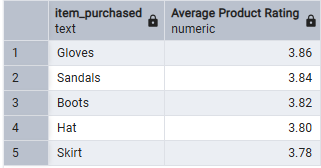 item_purchased Average Product Rating
text numeric
1 Gloves 3.86
2 Sandals 3.84
3 Boots 3.82
4 Hat 3.80
5 Skirt 3.78